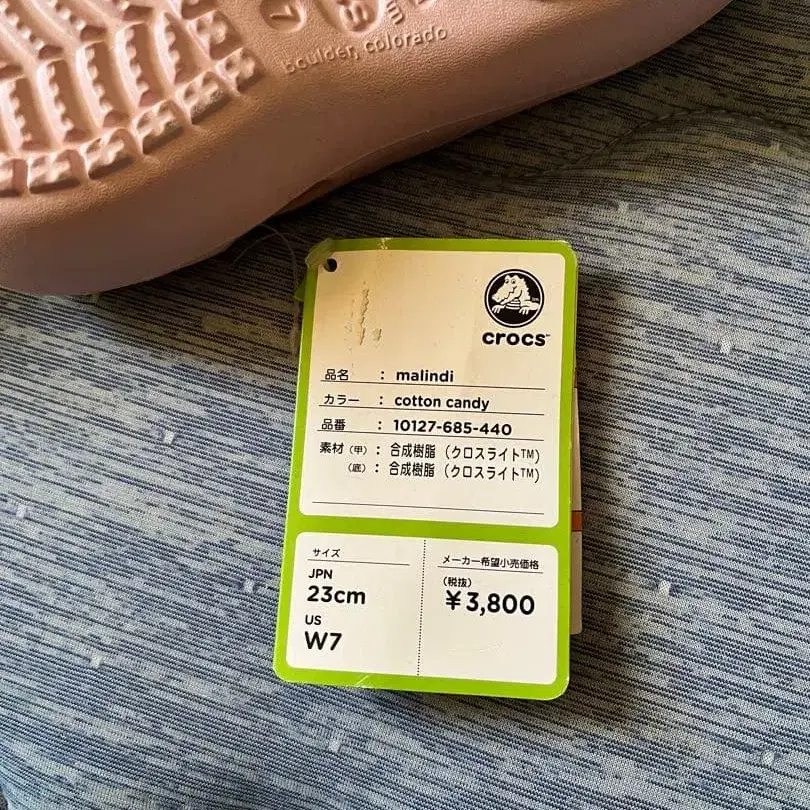 7
boulder, colorado
crocs™
品名 : malindi
カラー : cotton candy
品番 : 10127-685-440
素材（甲）: 合成樹脂（クロスライト™）
（底）: 合成樹脂（クロスライト™）
サイズ
JPN
23cm
US
W7
メーカー希望小売価格
（税抜）
¥3,800